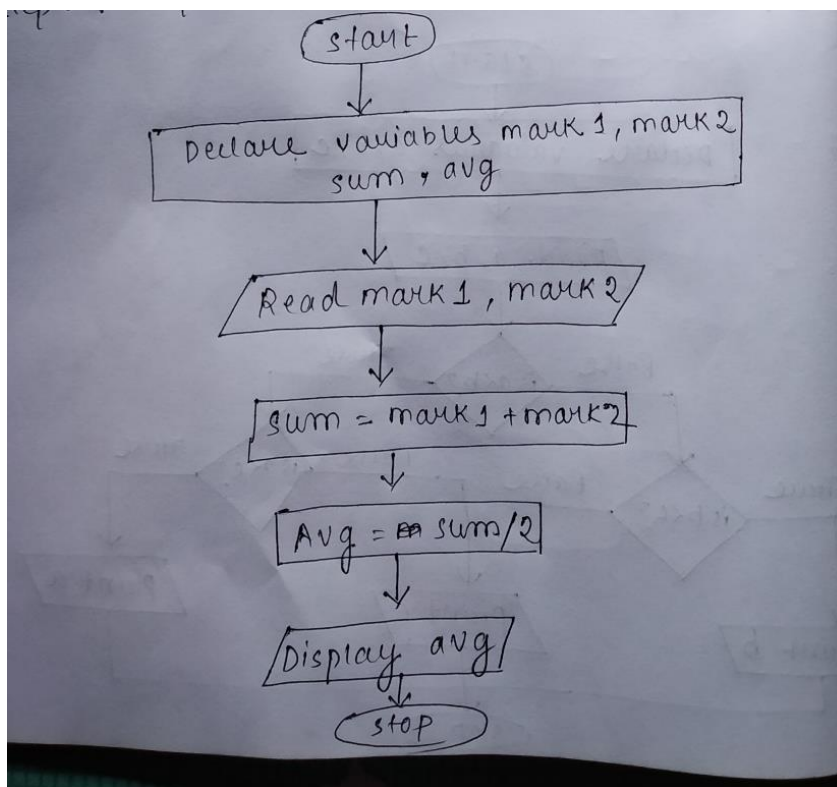 start
Declare variables mark 1, mark 2
sum, avg
Read mark 1, mark 2
sum = mark 1 + mark 2
Avg = sum/2
Display avg
stop